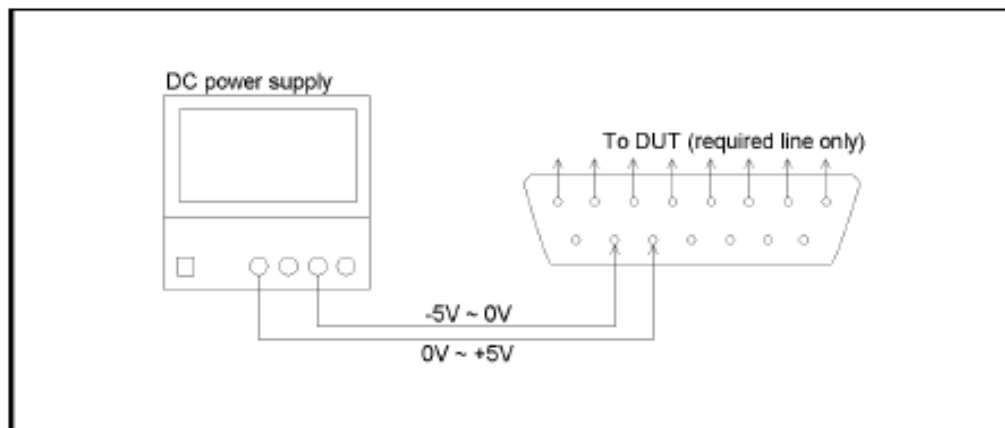 DC power supply
To DUT (required line only)
-5V ~ 0V
0V ~ +5V